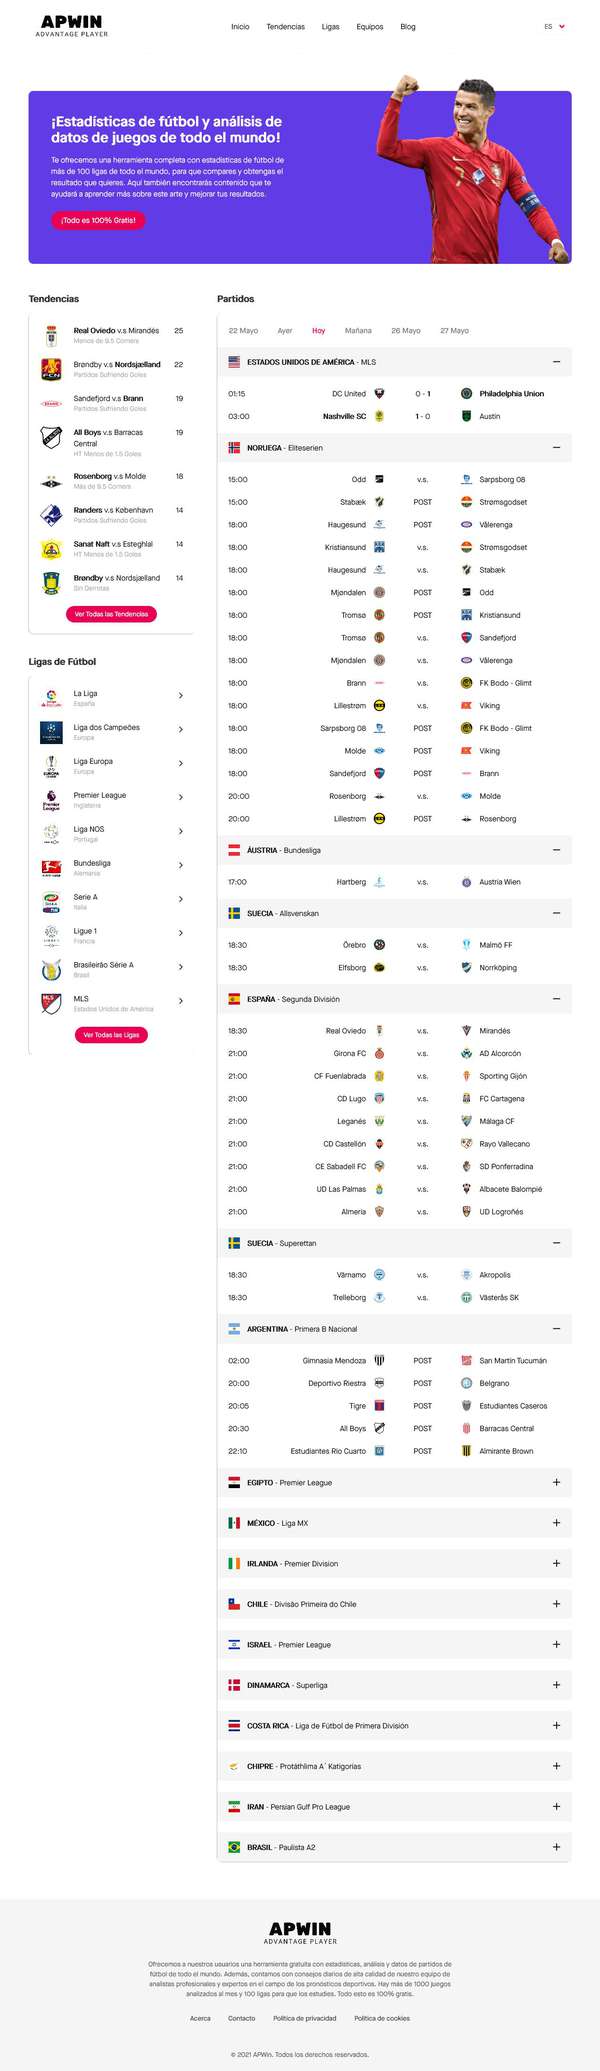 APWIN
ADVANTAGE PLAYER
Inicio Tendencias Ligas Equipos Blog
ES
¡Estadísticas de fútbol y análisis de
datos de juegos de todo el mundo!
Te ofrecemos una herramienta completa con estadísticas de fútbol de
más de 100 ligas de todo el mundo, para que compares y obtengas el
resultado que quieres. Aquí también encontrarás contenido que te
ayudará a aprender más sobre este arte y mejorar tus resultados.
¡Todo es 100% Gratis!
Tendencias
Real Oviedo v.s Mirandés 25
Menos de 9.5 Corners
Brøndby v.s Nordsjælland 22
Partidos Sufriendo Goles
Sandefjord v.s Brann 19
Partidos Sufriendo Goles
All Boys v.s Barracas
Central 19
HT Menos de 1.5 Goles
Rosenborg v.s Molde 18
Más de 9.5 Corners
Randers v.s København 14
Partidos Sufriendo Goles
Sanat Naft v.s Esteghlal 14
HT Menos de 1.5 Goles
Brøndby v.s Nordsjælland 14
Sin Derrotas
Ver Todas las Tendencias
Ligas de Fútbol
La Liga
España
Liga dos Campeões
Europa
Liga Europa
Europa
Premier League
Inglaterra
Liga NOS
Portugal
Bundesliga
Alemania
Serie A
Italia
Ligue 1
Francia
Brasileirão Série A
Brasil
MLS
Estados Unidos de América
Ver Todas las Ligas
Partidos
22 Mayo Ayer Hoy Mañana 26 Mayo 27 Mayo
ESTADOS UNIDOS DE AMÉRICA - MLS
01:15 DC United 0 - 1 Philadelphia Union
03:00 Nashville SC 1 - 0 Austin
NORUEGA - Eliteserien
15:00 Odd v.s. Sarpsborg 08
15:00 Stabæk POST Strømsgodset
18:00 Haugesund POST Vålerenga
18:00 Kristiansund v.s. Strømsgodset
18:00 Haugesund v.s. Stabæk
18:00 Mjøndalen POST Odd
18:00 Tromsø POST Kristiansund
18:00 Tromsø v.s. Sandefjord
18:00 Mjøndalen v.s. Vålerenga
18:00 Brann v.s. FK Bodo - Glimt
18:00 Lillestrøm v.s. Viking
18:00 Sarpsborg 08 POST FK Bodo - Glimt
18:00 Molde POST Viking
18:00 Sandefjord POST Brann
20:00 Rosenborg v.s. Molde
20:00 Lillestrøm POST Rosenborg
ÁUSTRIA - Bundesliga
17:00 Hartberg v.s. Austria Wien
SUECIA - Allsvenskan
18:30 Örebro v.s. Malmö FF
18:30 Elfsborg v.s. Norrköping
ESPAÑA - Segunda División
18:30 Real Oviedo v.s. Mirandés
21:00 Girona FC v.s. AD Alcorcón
21:00 CF Fuenlabrada v.s. Sporting Gijón
21:00 CD Lugo v.s. FC Cartagena
21:00 Leganés v.s. Málaga CF
21:00 CD Castellón v.s. Rayo Vallecano
21:00 CE Sabadell FC v.s. SD Ponferradina
21:00 UD Las Palmas v.s. Albacete Balompié
21:00 Almería v.s. UD Logroñés
SUECIA - Superettan
18:30 Värnamo v.s. Akropolis
18:30 Trelleborg v.s. Västerås SK
ARGENTINA - Primera B Nacional
02:00 Gimnasia Mendoza POST San Martín Tucumán
20:00 Deportivo Riestra POST Belgrano
20:05 Tigre POST Estudiantes Caseros
20:30 All Boys POST Barracas Central
22:10 Estudiantes Río Cuarto POST Almirante Brown
EGIPTO - Premier League
MÉXICO - Liga MX
IRLANDA - Premier Division
CHILE - Divisão Primeira do Chile
ISRAEL - Premier League
DINAMARCA - Superliga
COSTA RICA - Liga de Fútbol de Primera División
CHIPRE - Protáthlima A´ Katigorías
IRAN - Persian Gulf Pro League
BRASIL - Paulista A2
APWIN
ADVANTAGE PLAYER
Ofrecemos a nuestros usuarios una herramienta gratuita con estadísticas, análisis y datos de partidos de
fútbol de todo el mundo. Además, contamos con consejos diarios de alta calidad de nuestro equipo de
analistas profesionales y expertos en el campo de los pronósticos deportivos. Hay más de 1000 juegos
analizados al mes y 100 ligas para que los estudies. Todo esto es 100% gratis.
Acerca Contacto Política de privacidad Política de cookies
© 2021 APWin. Todos los derechos reservados.